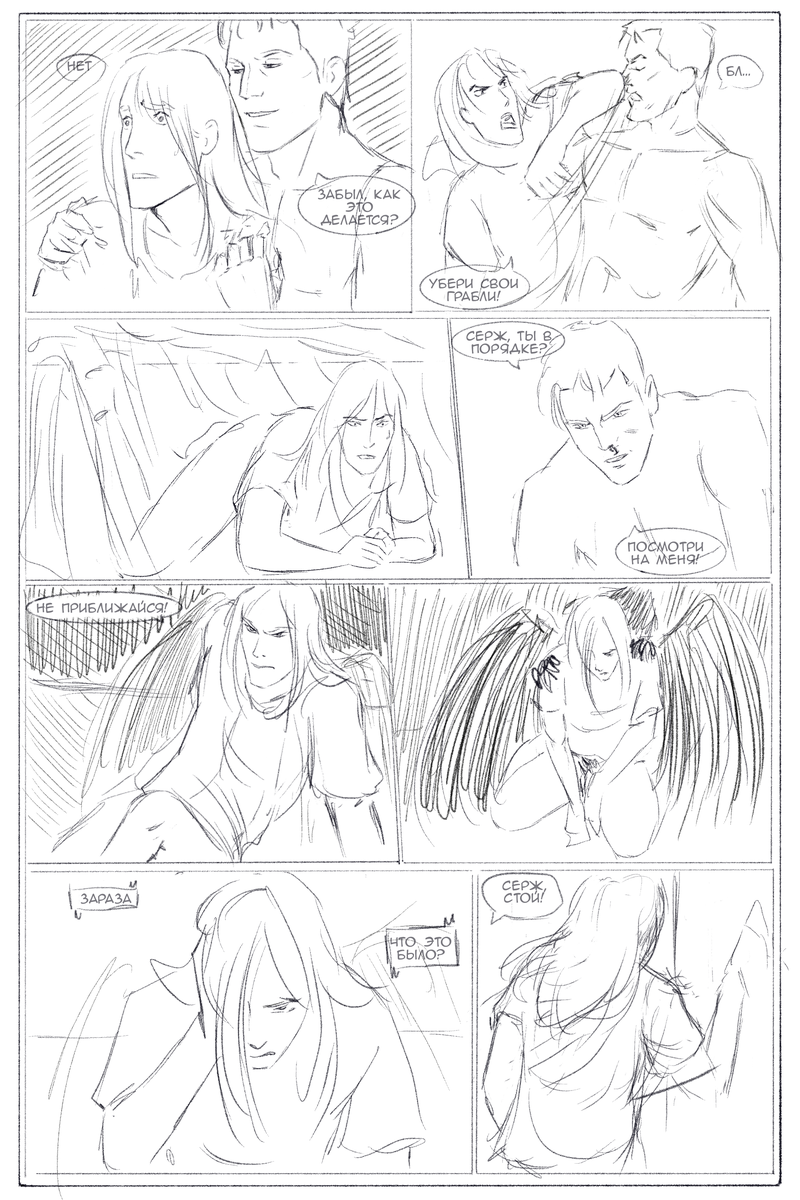 НЕТ
ЗАБЫЛ, КАК
ЭТО
ДЕЛАЕТСЯ?
БЛ...
УБЕРИ СВОИ
ГРАБЛИ!
СЕРЖ, ТЫ В
ПОРЯДКЕ?
ПОСМОТРИ
НА МЕНЯ!
НЕ ПРИБЛИЖАЙСЯ!
ЗАРАЗА
ЧТО ЭТО
БЫЛО?
СЕРЖ,
СТОЙ!